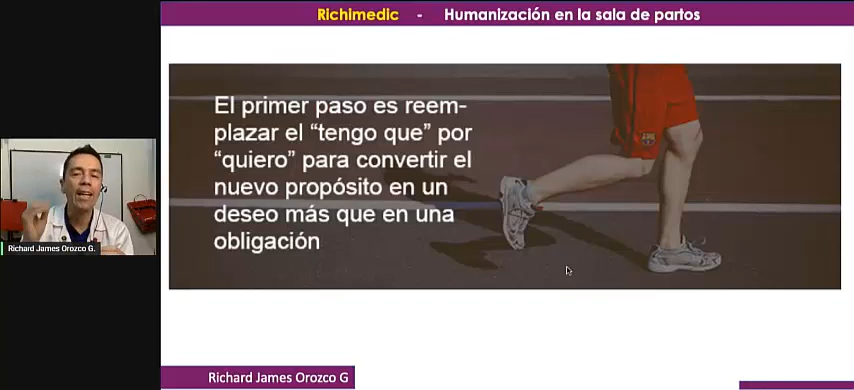 Richimedic - Humanización en la sala de partos
El primer paso es reem-
plazar el “tengo que” por
“quiero” para convertir el
nuevo propósito en un
deseo más que en una
obligación
Richard James Orozco G.
Richard James Orozco G